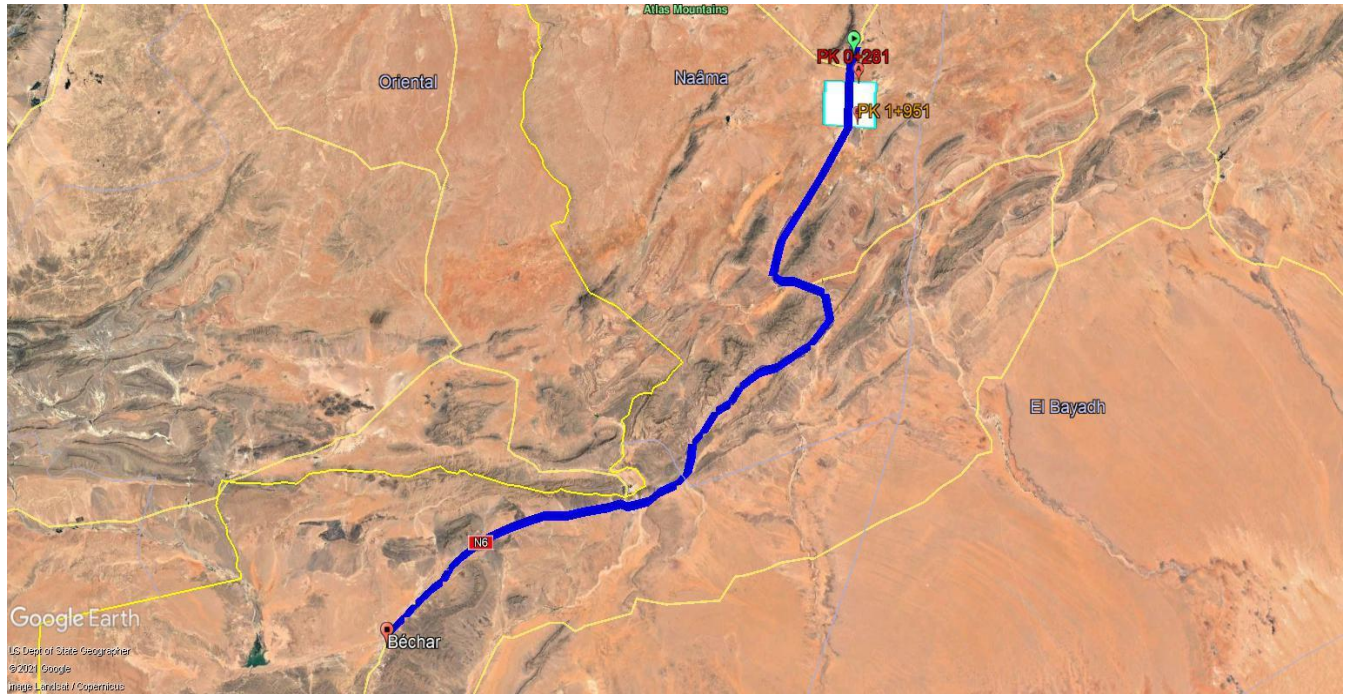 Atlas Mountains
PK 0+281
Oriental
Naâma
PK 1+951
El Bayadh
N6
Béchar
Google Earth
US Dept of State Geographer
©2021 Google
Image Landsat / Copernicus